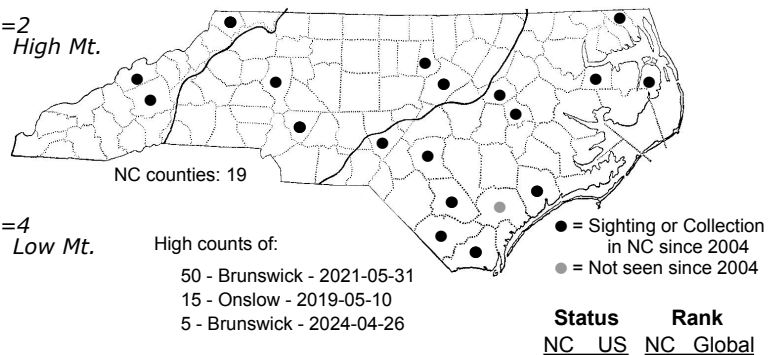 =2
High Mt.
NC counties: 19
=4
Low Mt.
High counts of:
50 - Brunswick - 2021-05-31
15 - Onslow - 2019-05-10
5 - Brunswick - 2024-04-26
● = Sighting or Collection
in NC since 2004
● = Not seen since 2004
Status Rank
NC US NC Global